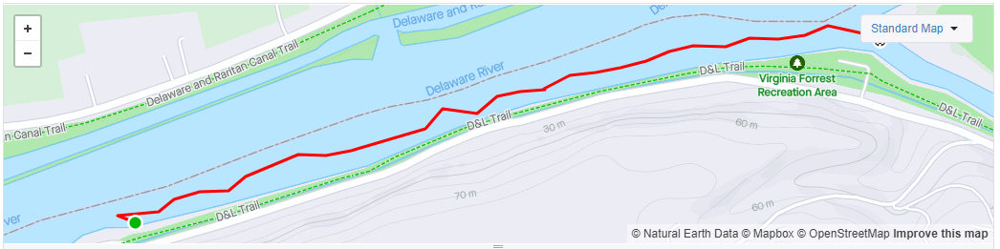 +
−
Delaware and R
Standard Map
Delaware and Raritan Canal Trail
Delaware River
D&L Trail
Virginia Forrest
Recreation Area
n Canal Trail
D&L Trail
30 m
60 m
D&L Trail
70 m
60 m
D&L Trail
ver
© Natural Earth Data © Mapbox © OpenStreetMap Improve this map